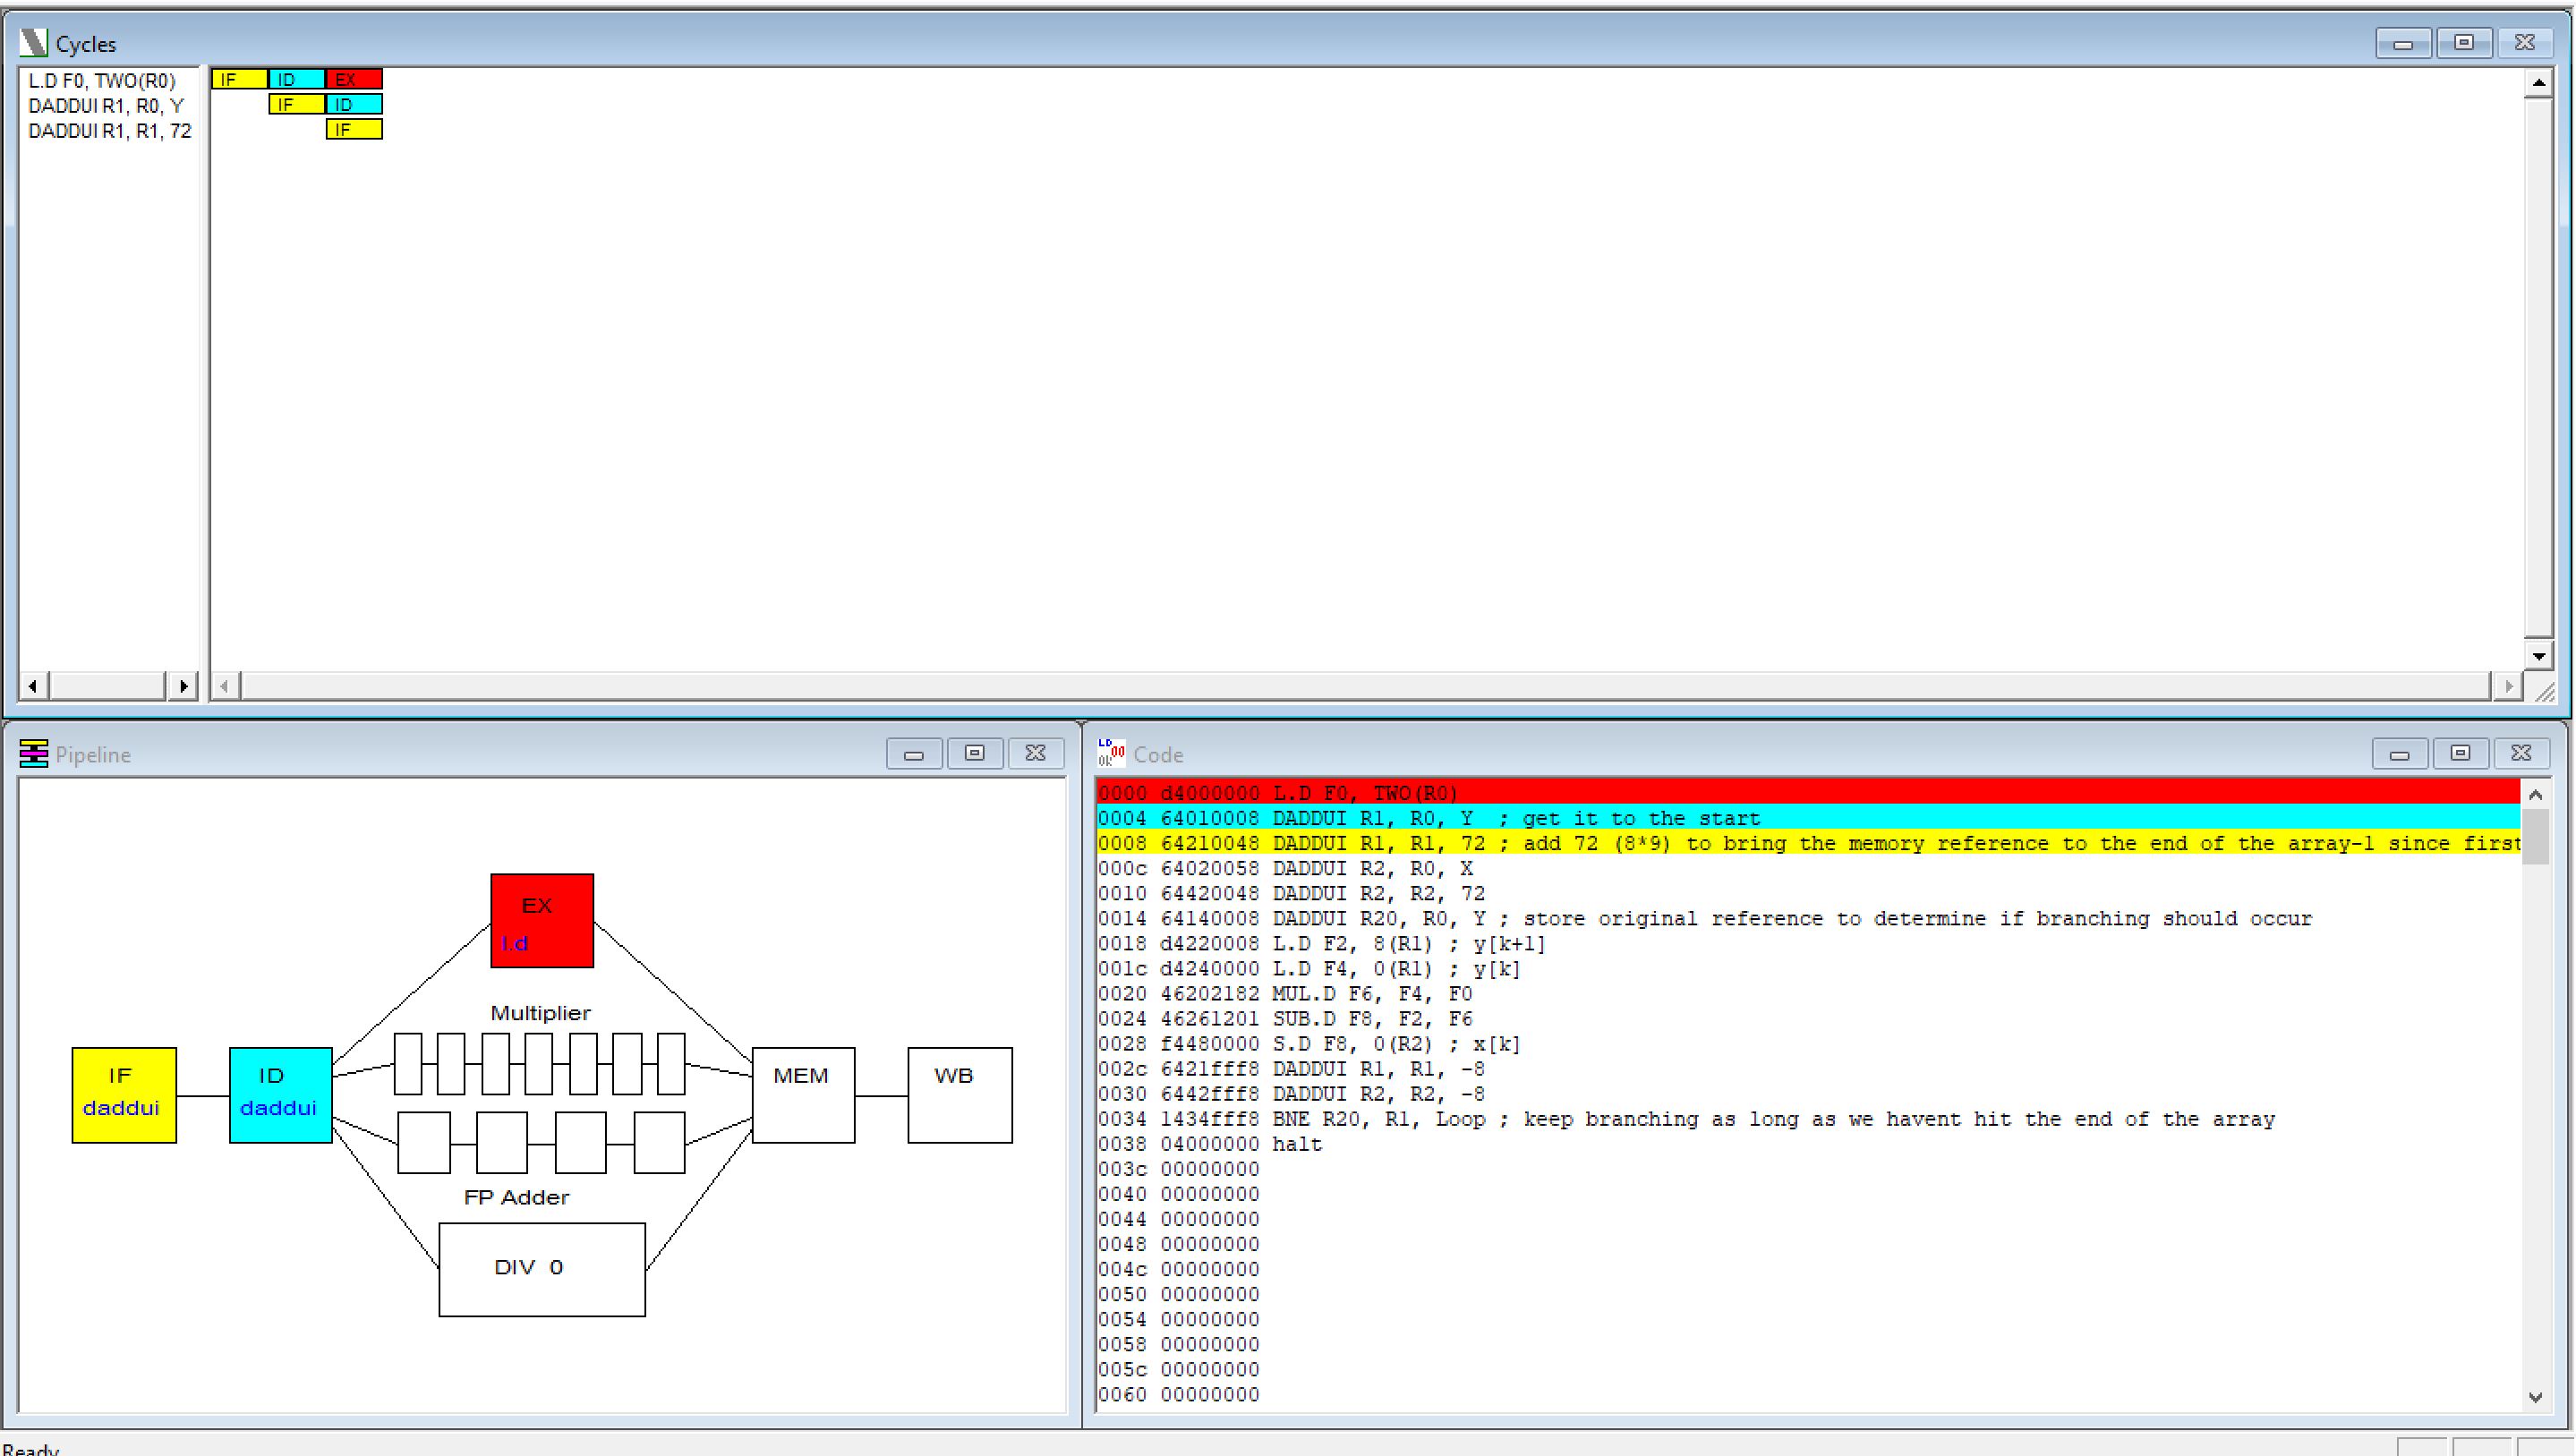 Cycles
L.D F0, TWO(R0)
IF ID EX
DADDUI R1, R0, Y
IF ID
DADDUI R1, R1, 72
IF
Pipeline
EX
l.d
Multiplier
IF
daddui
ID
daddui
MEM
WB
FP Adder
DIV 0
Code
0000 d4000000 L.D F0, TWO(R0)
0004 64010008 DADDUI R1, R0, Y ; get it to the start
0008 64210048 DADDUI R1, R1, 72 ; add 72 (8*9) to bring the memory reference to the end of the array-1 since first
000c 64020058 DADDUI R2, R0, X
0010 64420048 DADDUI R2, R2, 72
0014 64140008 DADDUI R20, R0, Y ; store original reference to determine if branching should occur
0018 d4220008 L.D F2, 8(R1) ; y[k+1]
001c d4240000 L.D F4, 0(R1) ; y[k]
0020 46202182 MUL.D F6, F4, F0
0024 46261201 SUB.D F8, F2, F6
0028 f4480000 S.D F8, 0(R2) ; x[k]
002c 6421fff8 DADDUI R1, R1, -8
0030 6442fff8 DADDUI R2, R2, -8
0034 1434fff8 BNE R20, R1, Loop ; keep branching as long as we havent hit the end of the array
0038 04000000 halt
003c 00000000
0040 00000000
0044 00000000
0048 00000000
004c 00000000
0050 00000000
0054 00000000
0058 00000000
005c 00000000
0060 00000000
Ready